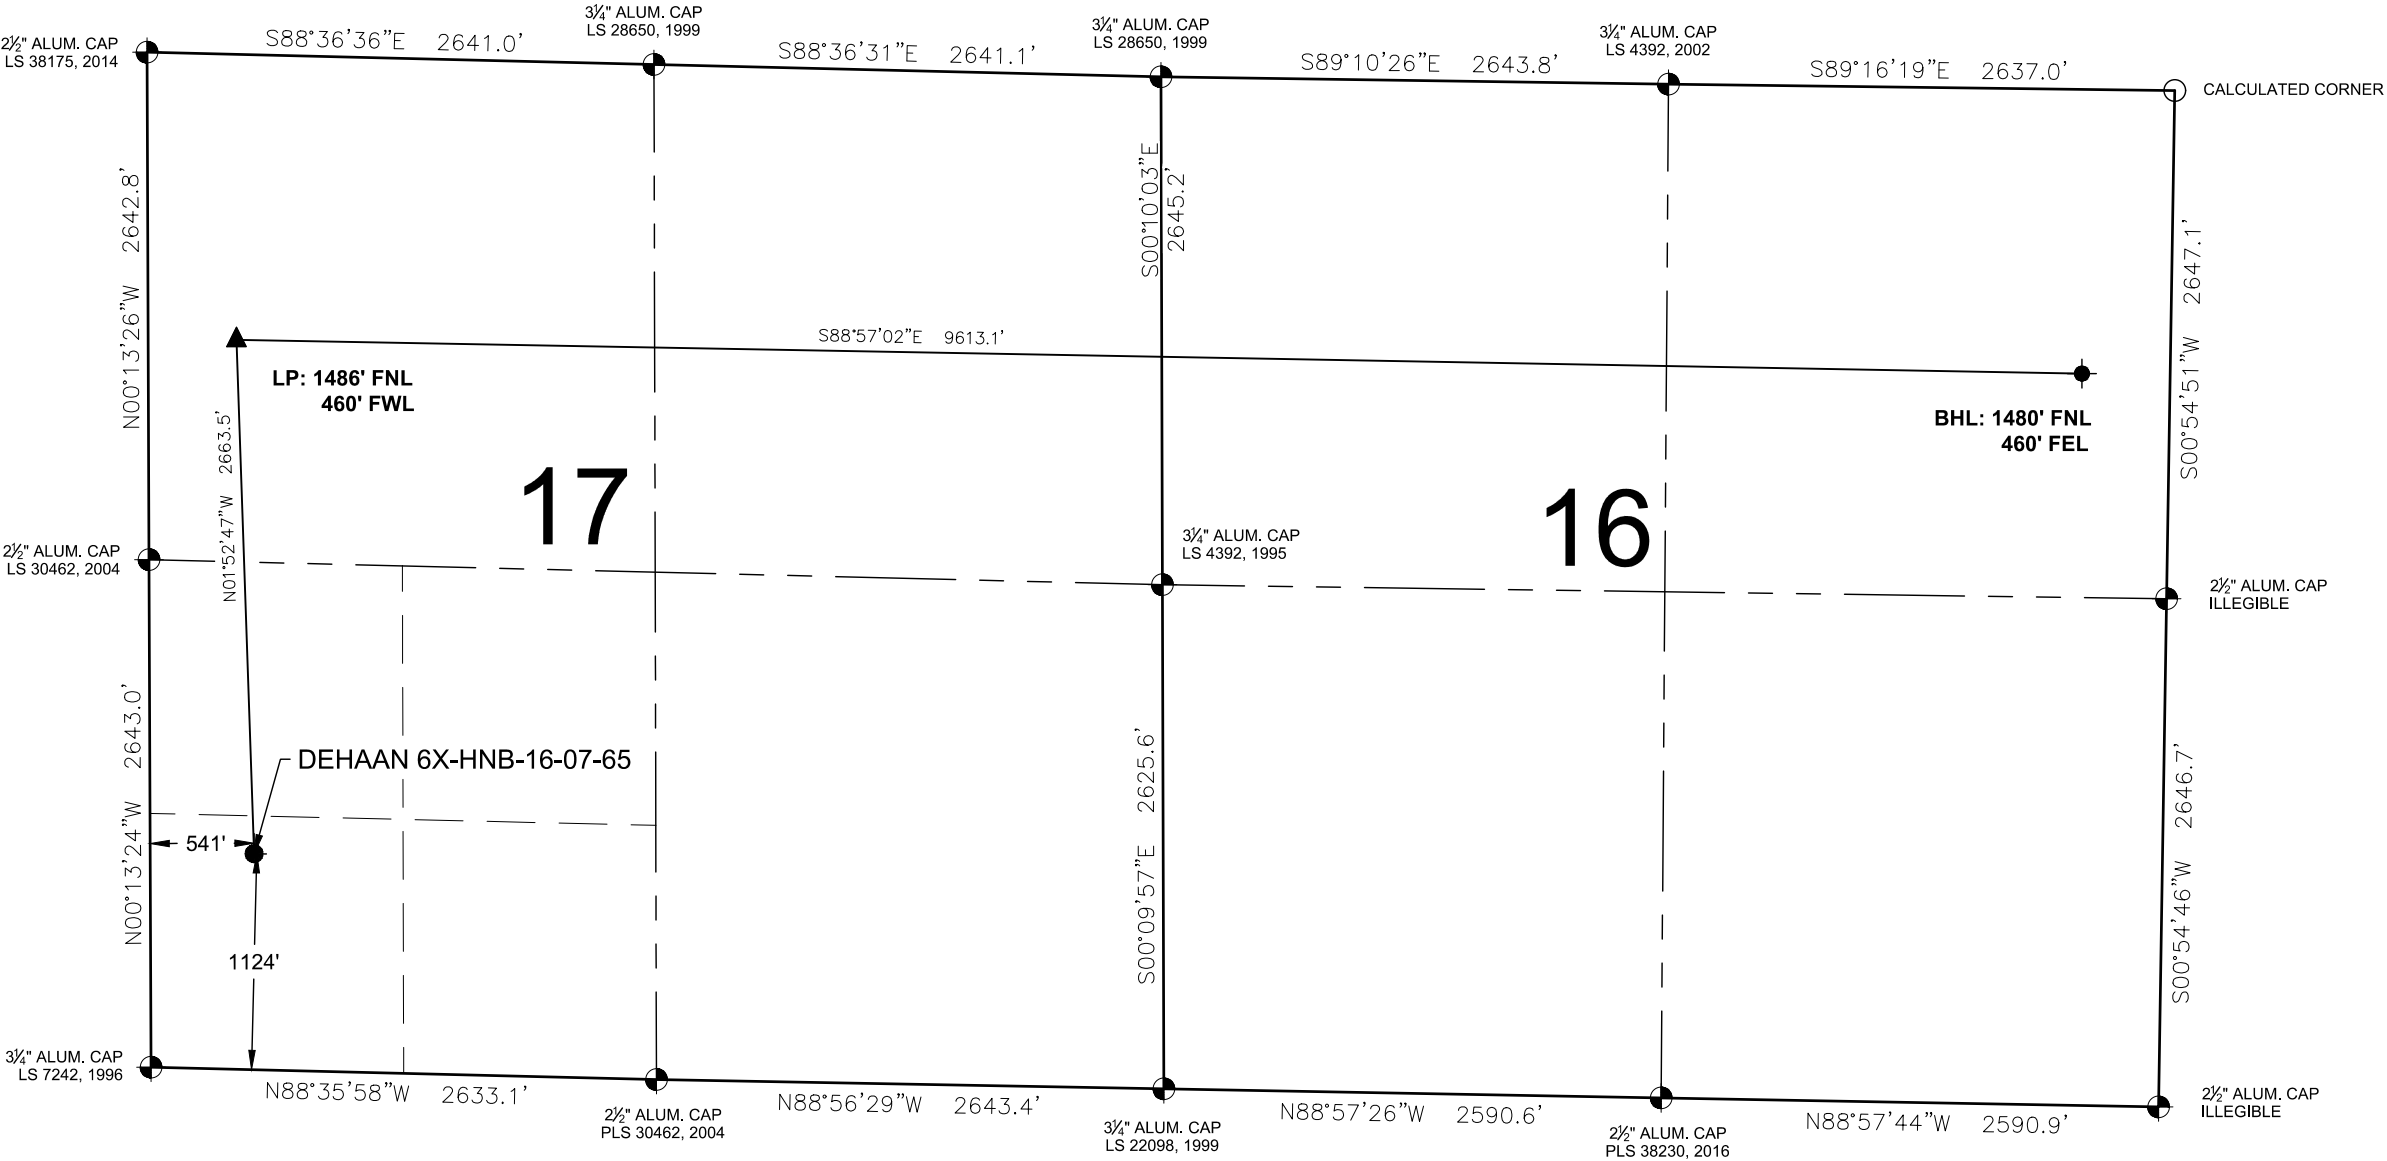 2½" ALUM. CAP
LS 38175, 2014
S88°36'36"E 2641.0'
3¼" ALUM. CAP
LS 28650, 1999
S88°36'31"E 2641.1'
3¼" ALUM. CAP
LS 28650, 1999
S89°10'26"E 2643.8'
3¼" ALUM. CAP
LS 4392, 2002
S89°16'19"E 2637.0'
CALCULATED CORNER
N00°13'26"W 2642.8'
S00°10'03"E
2645.2'
S00°54'51"W 2647.1'
S88°57'02"E 9613.1'
LP: 1486' FNL
460' FWL
N01°52'47"W 2663.5'
BHL: 1480' FNL
460' FEL
17
16
2½" ALUM. CAP
LS 30462, 2004
3¼" ALUM. CAP
LS 4392, 1995
2½" ALUM. CAP
ILLEGIBLE
N00°13'24"W 2643.0'
DEHAAN 6X-HNB-16-07-65
541'
1124'
S00°09'57"E 2625.6'
S00°54'46"W 2646.7'
3¼" ALUM. CAP
LS 7242, 1996
N88°35'58"W 2633.1'
2½" ALUM. CAP
PLS 30462, 2004
N88°56'29"W 2643.4'
3¼" ALUM. CAP
LS 22098, 1999
N88°57'26"W 2590.6'
2½" ALUM. CAP
PLS 38230, 2016
N88°57'44"W 2590.9'
2½" ALUM. CAP
ILLEGIBLE